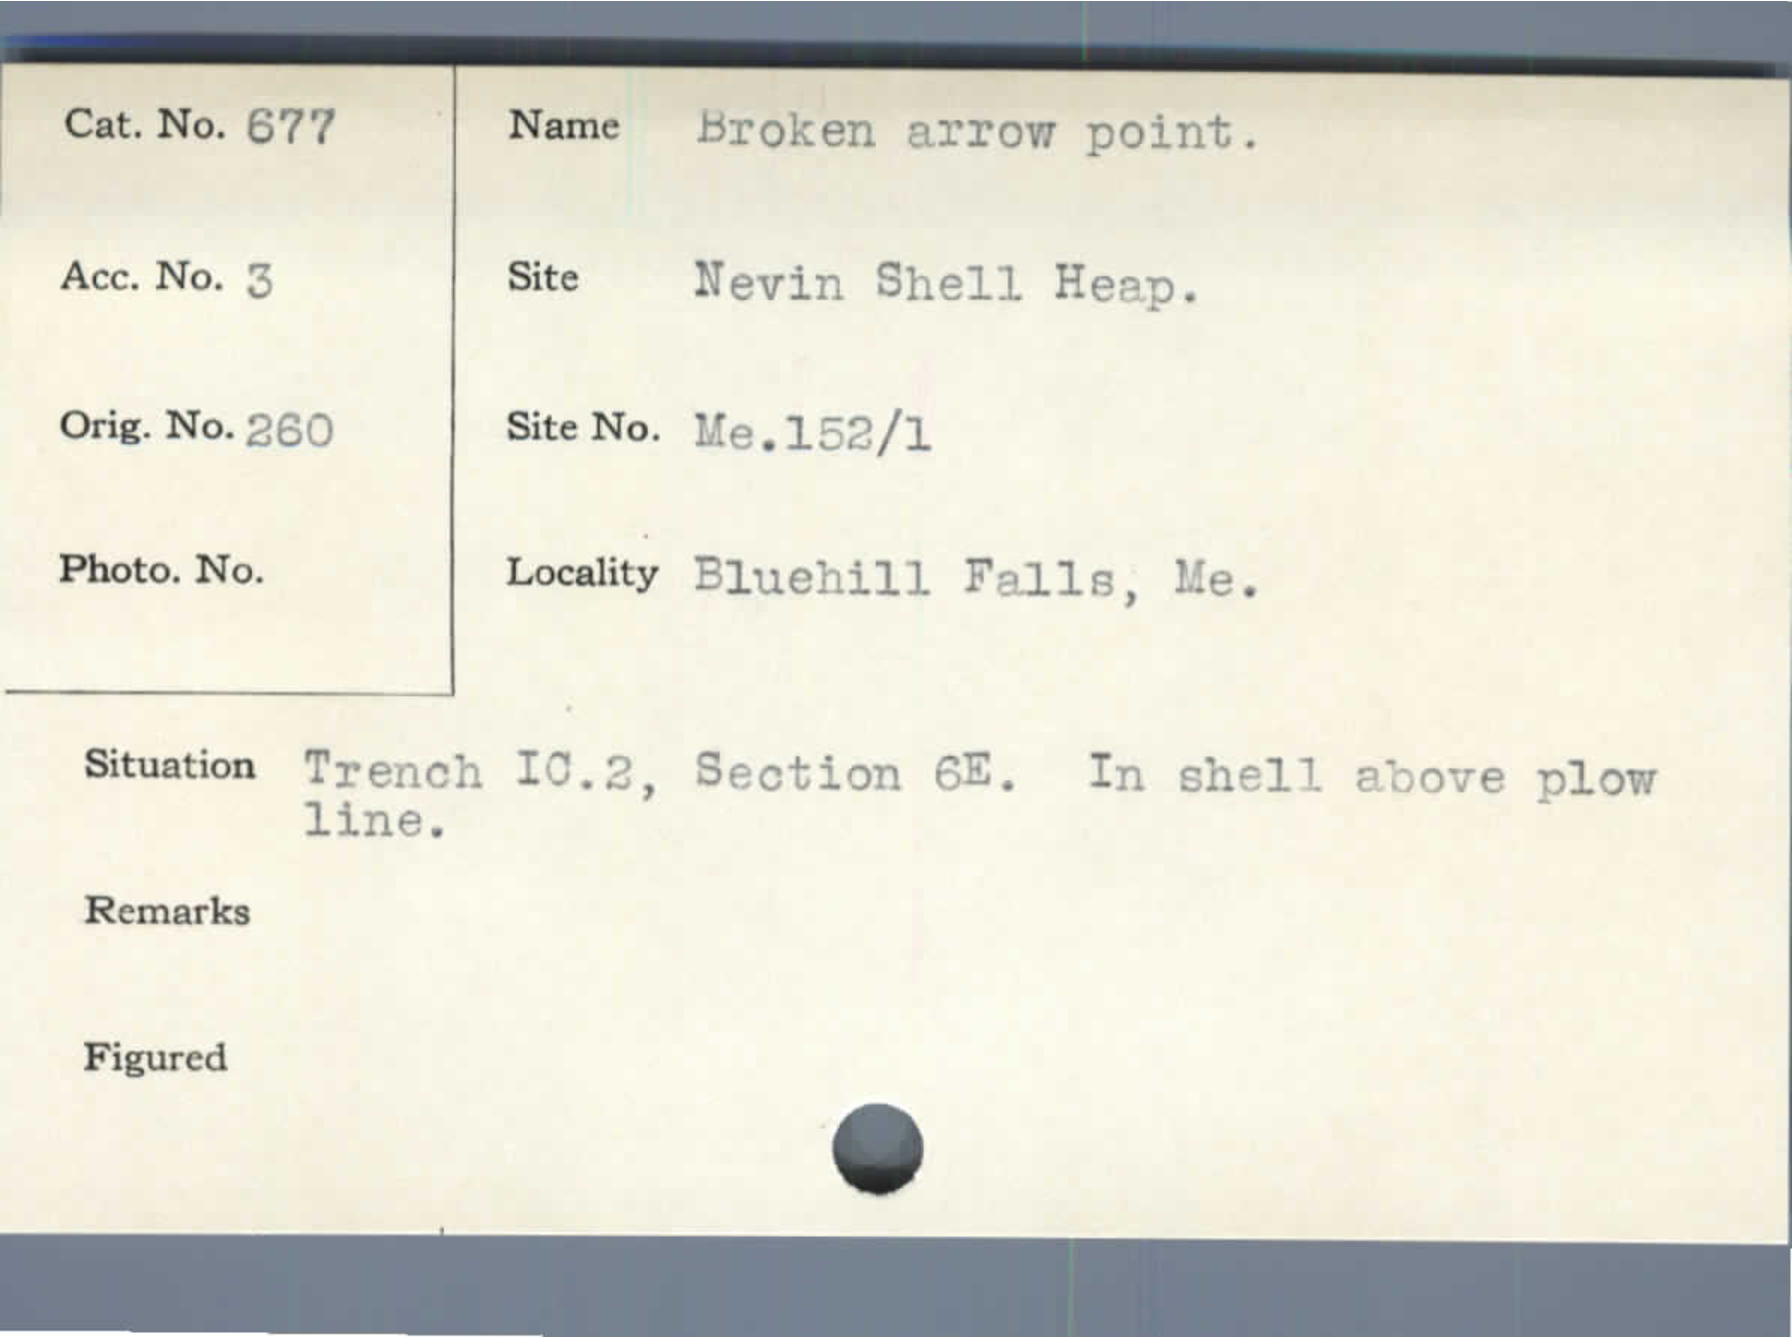 Cat. No. 677
Name Broken arrow point.
Acc. No. 3
Site Nevin Shell Heap.
Orig. No. 260
Site No. Me.152/1
Photo. No.
Locality Bluehill Falls, Me.
Situation Trench IC.2, Section 6E. In shell above plow
line.
Remarks
Figured